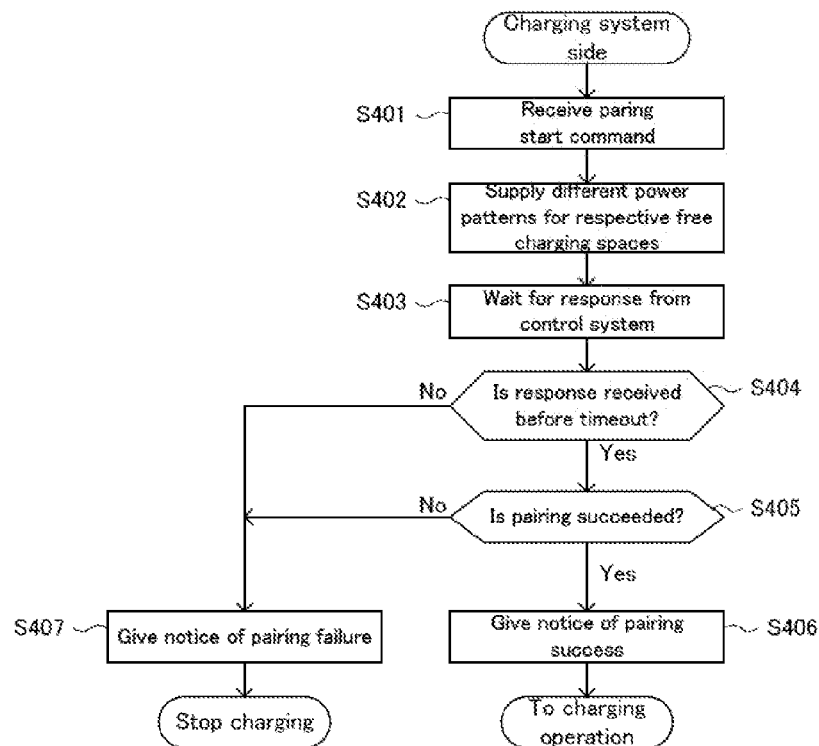 Charging system
side
S401
Receive paring
start command
S402
Supply different power
patterns for respective free
charging spaces
S403
Wait for response from
control system
No
Is response received
before timeout?
S404
Yes
No
Is pairing succeeded?
S405
Yes
S407
Give notice of pairing failure
Give notice of pairing
success
S406
Stop charging
To charging
operation